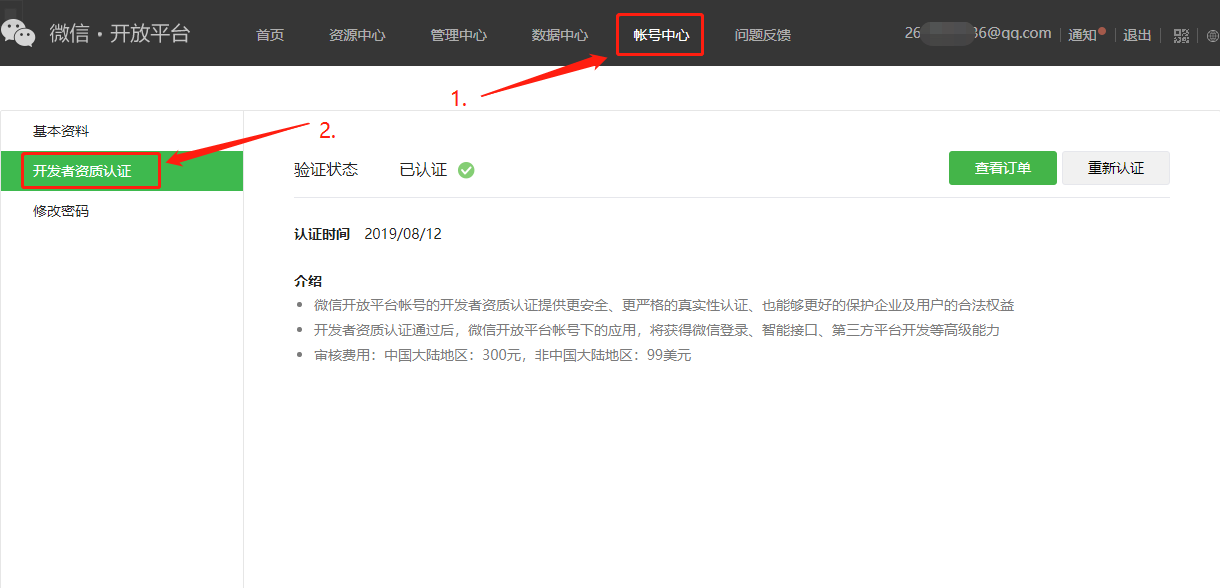 微信·开放平台 首页 资源中心 管理中心 数据中心 帐号中心 问题反馈 26 36@qq.com 通知 退出
1.
2.
基本资料
开发者资质认证
修改密码
验证状态 已认证 查看订单 重新认证
认证时间 2019/08/12
介绍
微信开放平台帐号的开发者资质认证提供更安全、更严格的真实性认证、也能够更好的保护企业及用户的合法权益
开发者资质认证通过后，微信开放平台帐号下的应用，将获得微信登录、智能接口、第三方平台开发等高级能力
审核费用：中国大陆地区：300元，非中国大陆地区：99美元